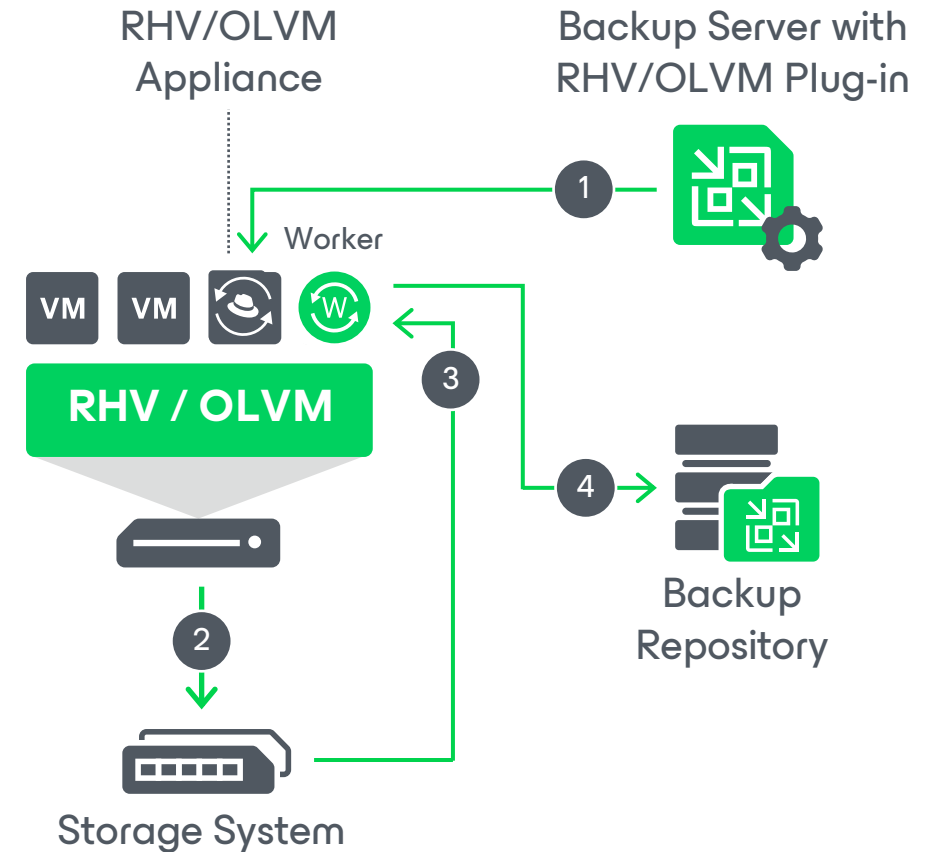 RHV/OLVM
Appliance
Backup Server with
RHV/OLVM Plug-in
1
Worker
VM
VM
W
3
RHV / OLVM
4
2
Backup
Repository
Storage System